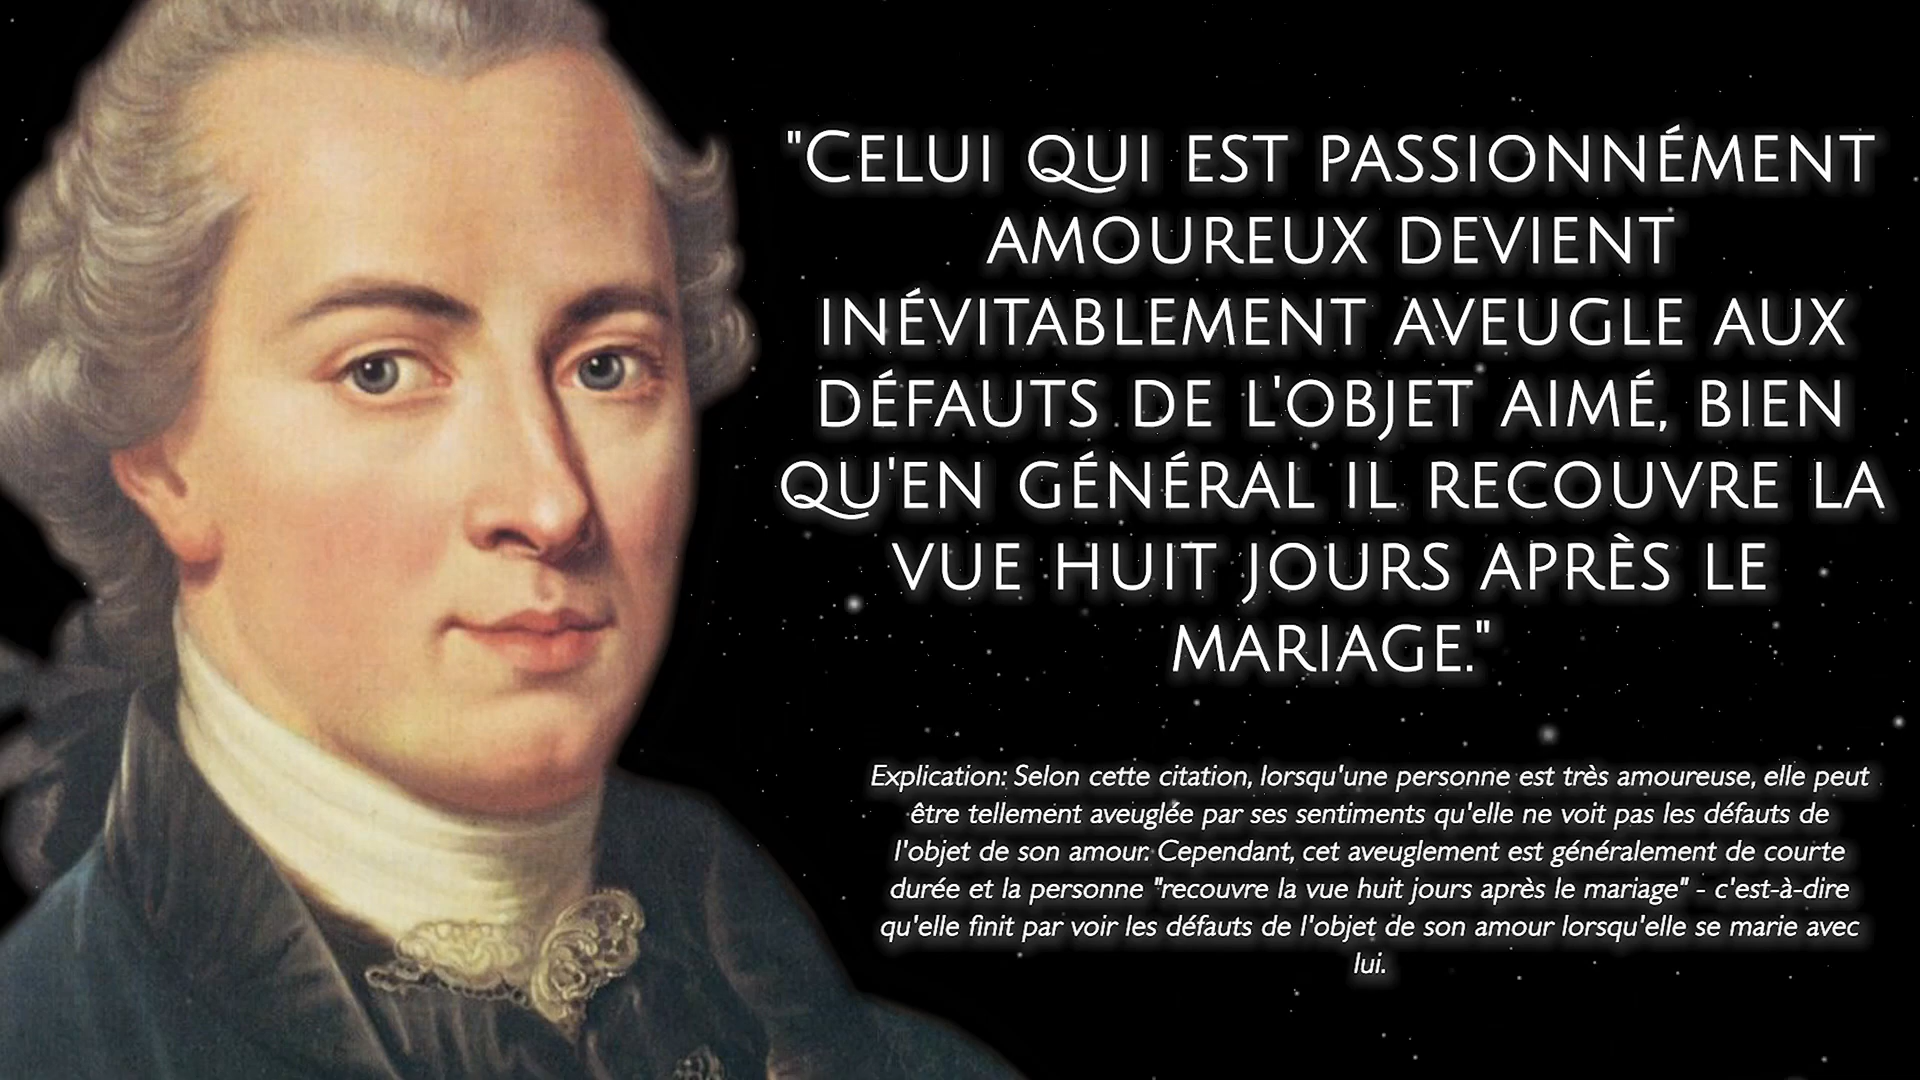 "Celui qui est passionnément
amoureux devient
inévitablement aveugle aux
défauts de l'objet aimé, bien
qu'en général il recouvre la
vue huit jours après le
mariage."
Explication: Selon cette citation, lorsqu'une personne est très amoureuse, elle peut
être tellement aveuglée par ses sentiments qu'elle ne voit pas les défauts de
l'objet de son amour. Cependant, cet aveuglement est généralement de courte
durée et la personne "recouvre la vue huit jours après le mariage" - c'est-à-dire
qu'elle finit par voir les défauts de l'objet de son amour lorsqu'elle se marie avec
lui.